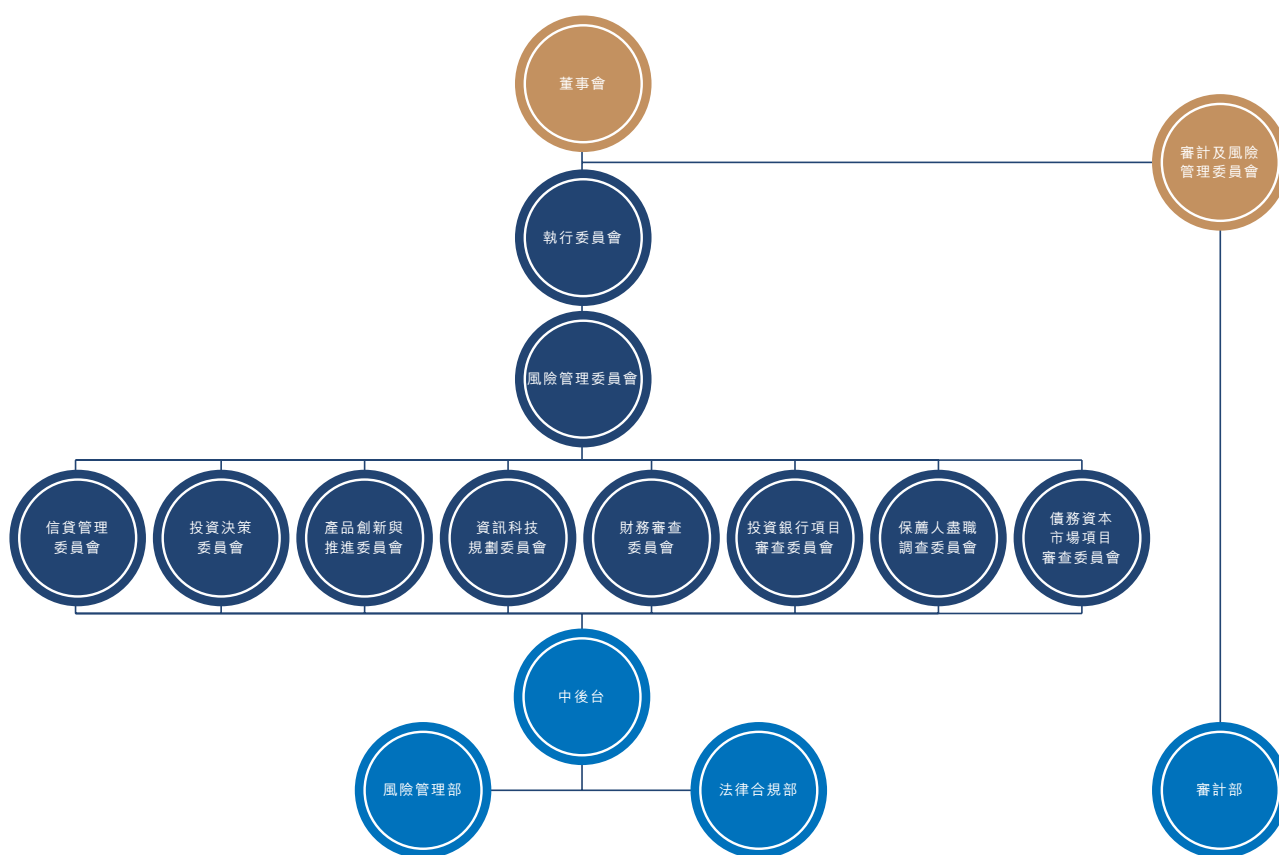 董事會
審計及風險
管理委員會
執行委員會
風險管理委員會
信貸管理
委員會
投資決策
委員會
產品創新與
推進委員會
資訊科技
規劃委員會
財務審查
委員會
投資銀行項目
審查委員會
保薦人盡職
調查委員會
債務資本
市場項目
審查委員會
中後台
風險管理部
法律合規部
審計部